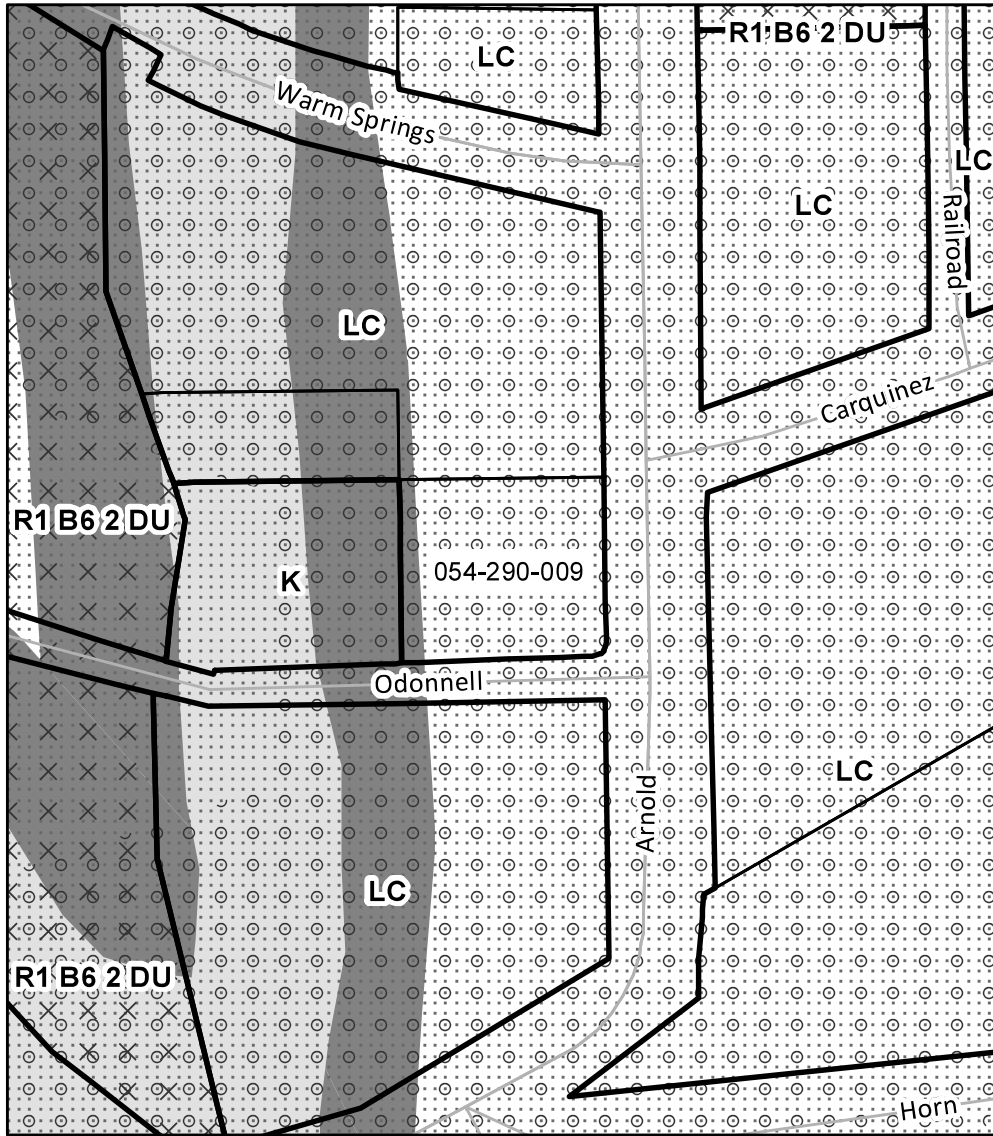 R1 B6 2 DU
LC
Warm Springs
LC
LC
Railroad
LC
Carquinez
R1 B6 2 DU
K
054-290-009
Odonnell
Arnold
LC
LC
R1 B6 2 DU
Horn